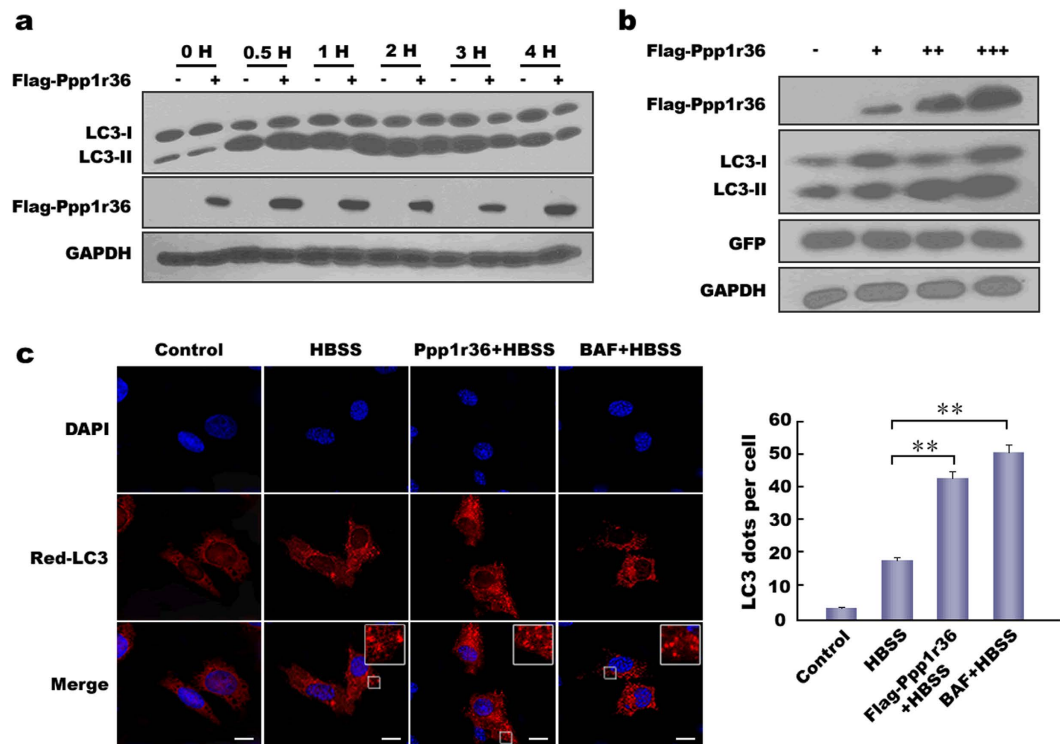 a
0 H 0.5 H 1 H 2 H 3 H 4 H
Flag-Ppp1r36 - + - + - + - + - + - +
LC3-I
LC3-II
Flag-Ppp1r36
GAPDH
b
Flag-Ppp1r36 - + ++ +++
Flag-Ppp1r36
LC3-I
LC3-II
GFP
GAPDH
c
Control HBSS Ppp1r36+HBSS BAF+HBSS
DAPI
Red-LC3
Merge
LC3 dots per cell
60
50
40
30
20
10
0
**
**
Control
HBSS
Flag-Ppp1r36
+HBSS
BAF+HBSS